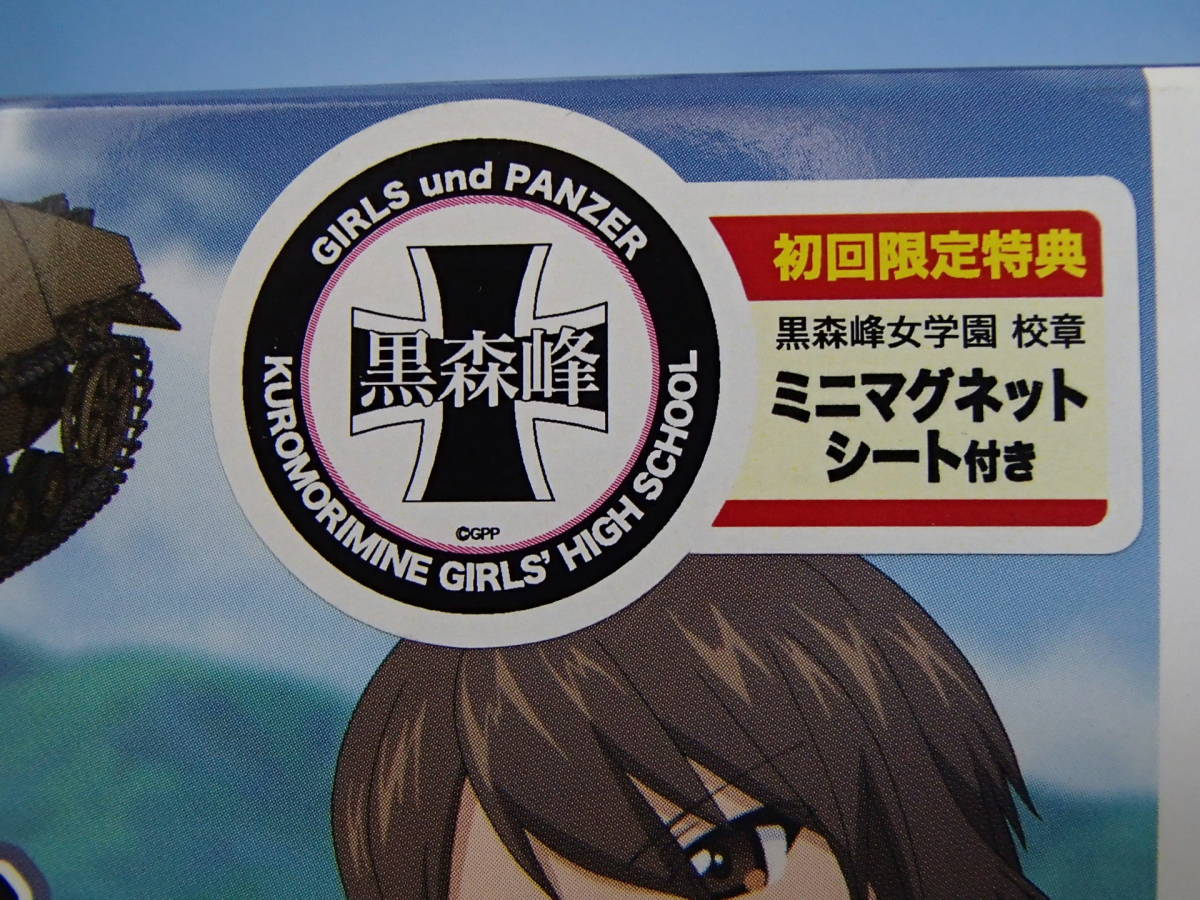 GIRLS und PANZER
黒森峰
©GPP
KUROMORIMINE GIRLS' HIGH SCHOOL
初回限定特典
黒森峰女学園 校章
ミニマグネット
シート付き